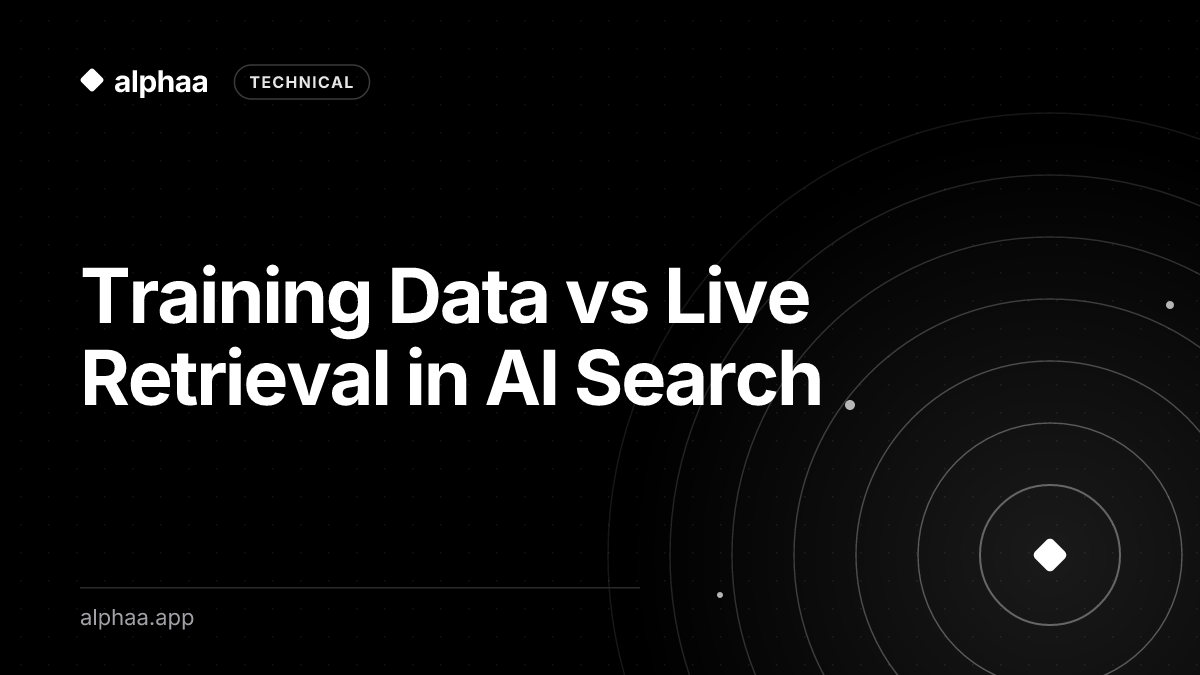 alphaa
TECHNICAL
Training Data vs Live
Retrieval in AI Search
alphaa.app